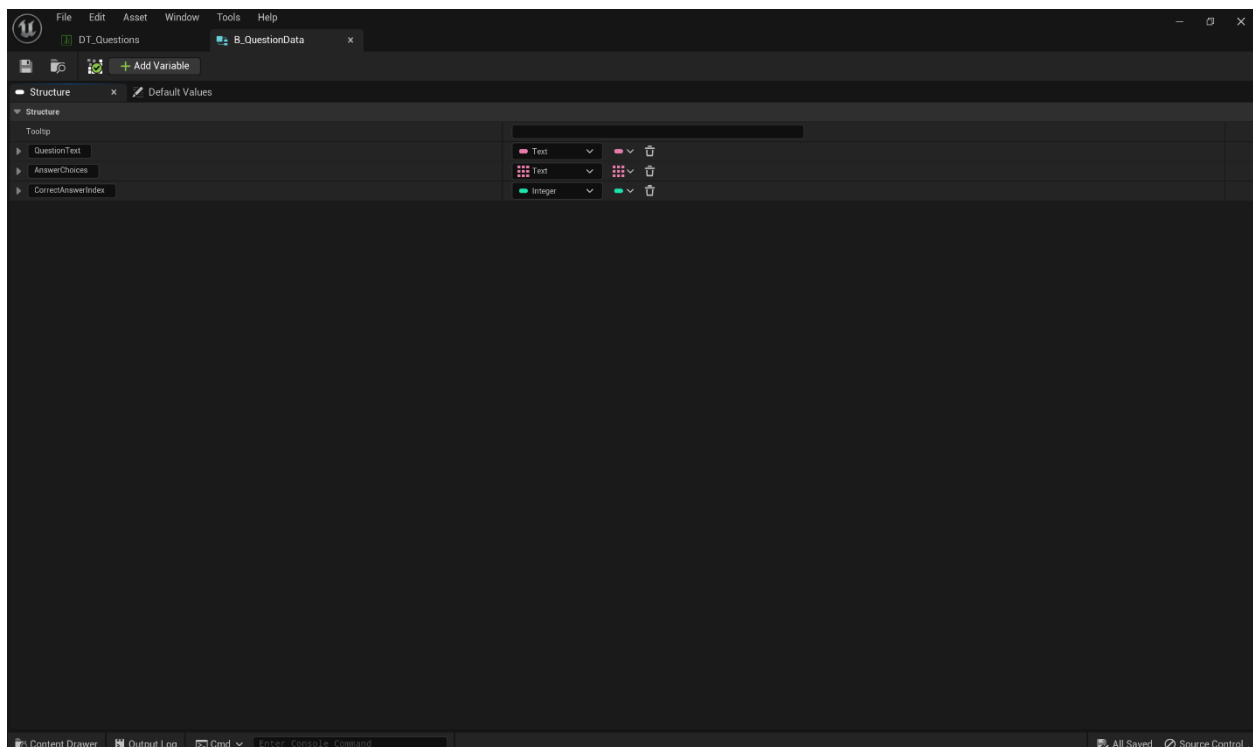 File Edit Asset Window Tools Help
DT_Questions B_QuestionData
+ Add Variable
Structure Default Values
Structure
Tooltip
QuestionText Text
AnswerChoices Text
CorrectAnswerIndex Integer
Content Drawer Output Log Cmd Enter Console Command All Saved Source Control